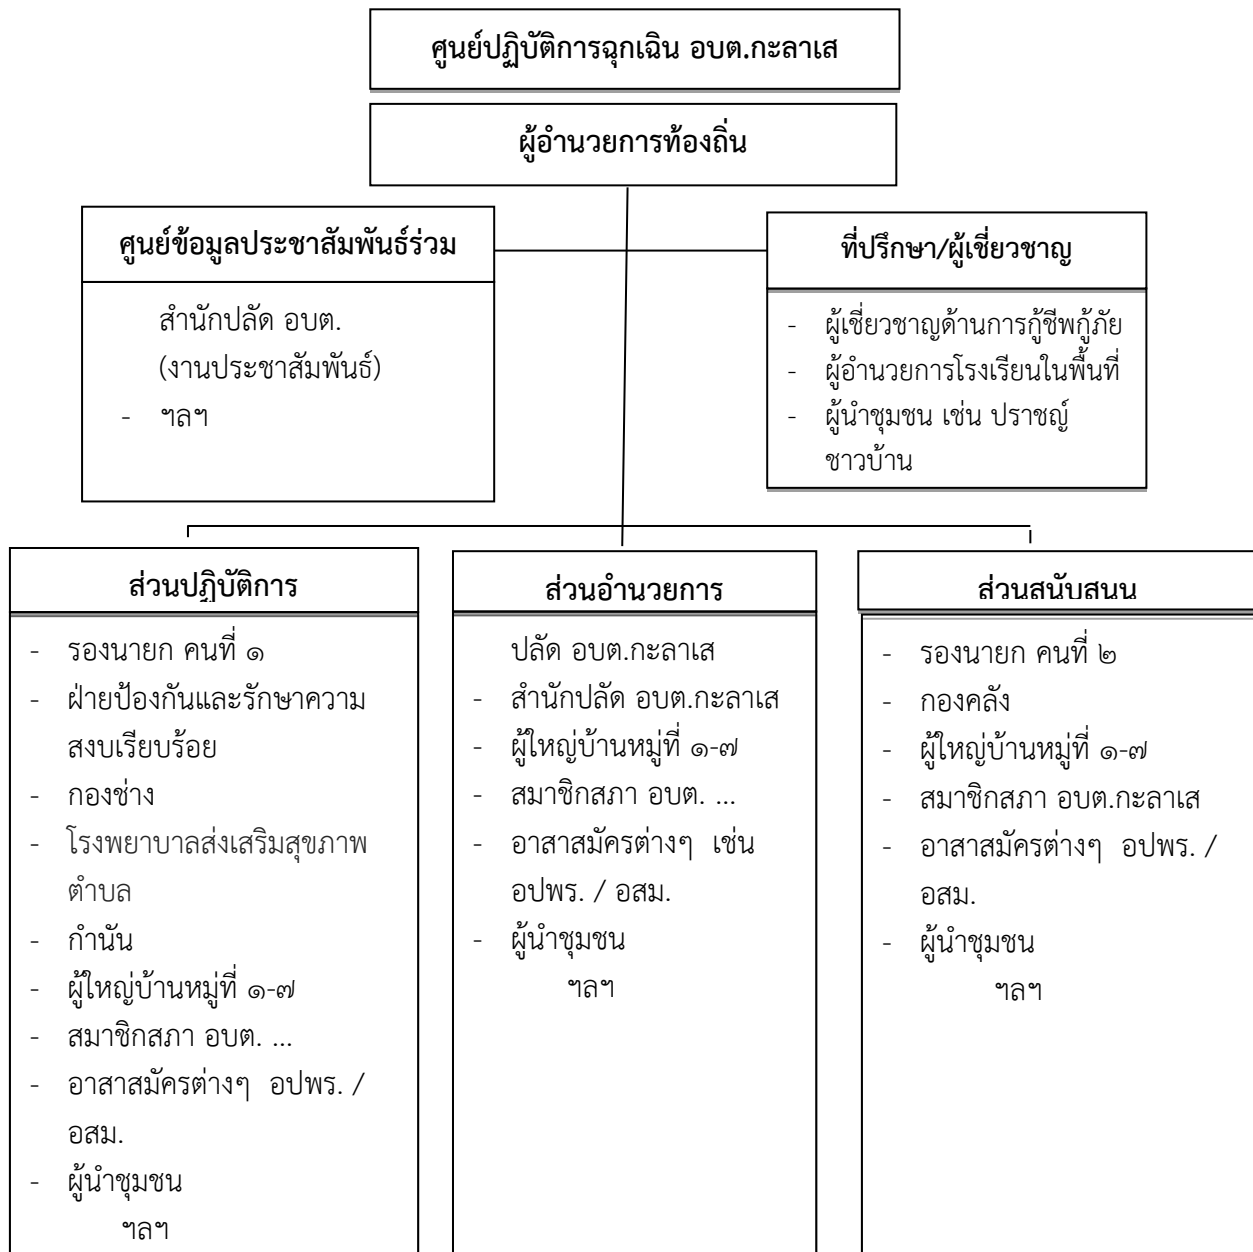 ศูนย์ปฏิบัติการฉุกเฉิน อบต.กะลาเส
ผู้อำนวยการท้องถิ่น
ศูนย์ข้อมูลประชาสัมพันธ์ร่วม
สำนักปลัด อบต.
(งานประชาสัมพันธ์)
- ฯลฯ
ที่ปรึกษา/ผู้เชี่ยวชาญ
- ผู้เชี่ยวชาญด้านการกู้ชีพกู้ภัย
- ผู้อำนวยการโรงเรียนในพื้นที่
- ผู้นำชุมชน เช่น ปราชญ์
ชาวบ้าน
ส่วนปฏิบัติการ
- รองนายก คนที่ ๑
- ฝ่ายป้องกันและรักษาความ
สงบเรียบร้อย
- กองช่าง
- โรงพยาบาลส่งเสริมสุขภาพ
ตำบล
- กำนัน
- ผู้ใหญ่บ้านหมู่ที่ ๑-๗
- สมาชิกสภา อบต. ...
- อาสาสมัครต่างๆ อปพร. /
อสม.
- ผู้นำชุมชน
ฯลฯ
ส่วนอำนวยการ
ปลัด อบต.กะลาเส
- สำนักปลัด อบต.กะลาเส
- ผู้ใหญ่บ้านหมู่ที่ ๑-๗
- สมาชิกสภา อบต. ...
- อาสาสมัครต่างๆ เช่น
อปพร. / อสม.
- ผู้นำชุมชน
ฯลฯ
ส่วนสนับสนุน
- รองนายก คนที่ ๒
- กองคลัง
- ผู้ใหญ่บ้านหมู่ที่ ๑-๗
- สมาชิกสภา อบต.กะลาเส
- อาสาสมัครต่างๆ อปพร. /
อสม.
- ผู้นำชุมชน
ฯลฯ